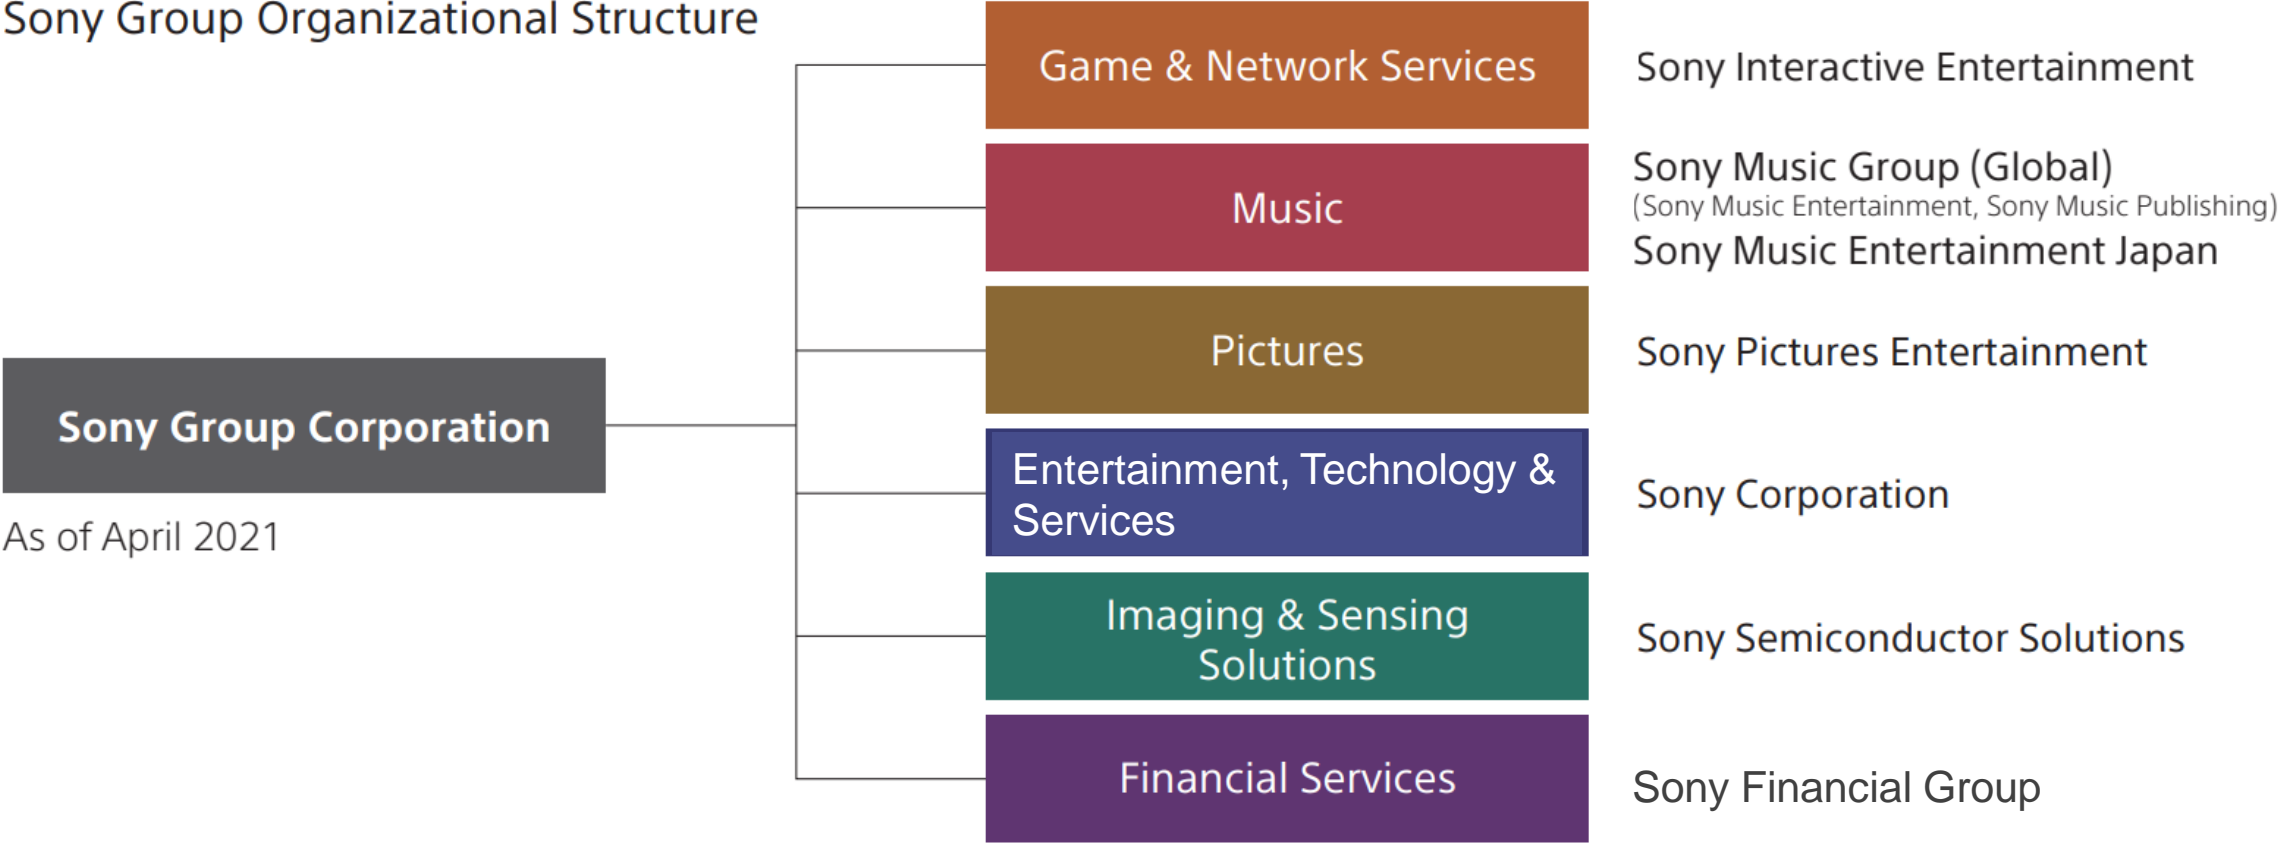 Sony Group Organizational Structure
Game & Network Services
Sony Interactive Entertainment
Music
Sony Music Group (Global)
(Sony Music Entertainment, Sony Music Publishing)
Sony Music Entertainment Japan
Pictures
Sony Pictures Entertainment
Sony Group Corporation
As of April 2021
Entertainment, Technology &
Services
Sony Corporation
Imaging & Sensing
Solutions
Sony Semiconductor Solutions
Financial Services
Sony Financial Group